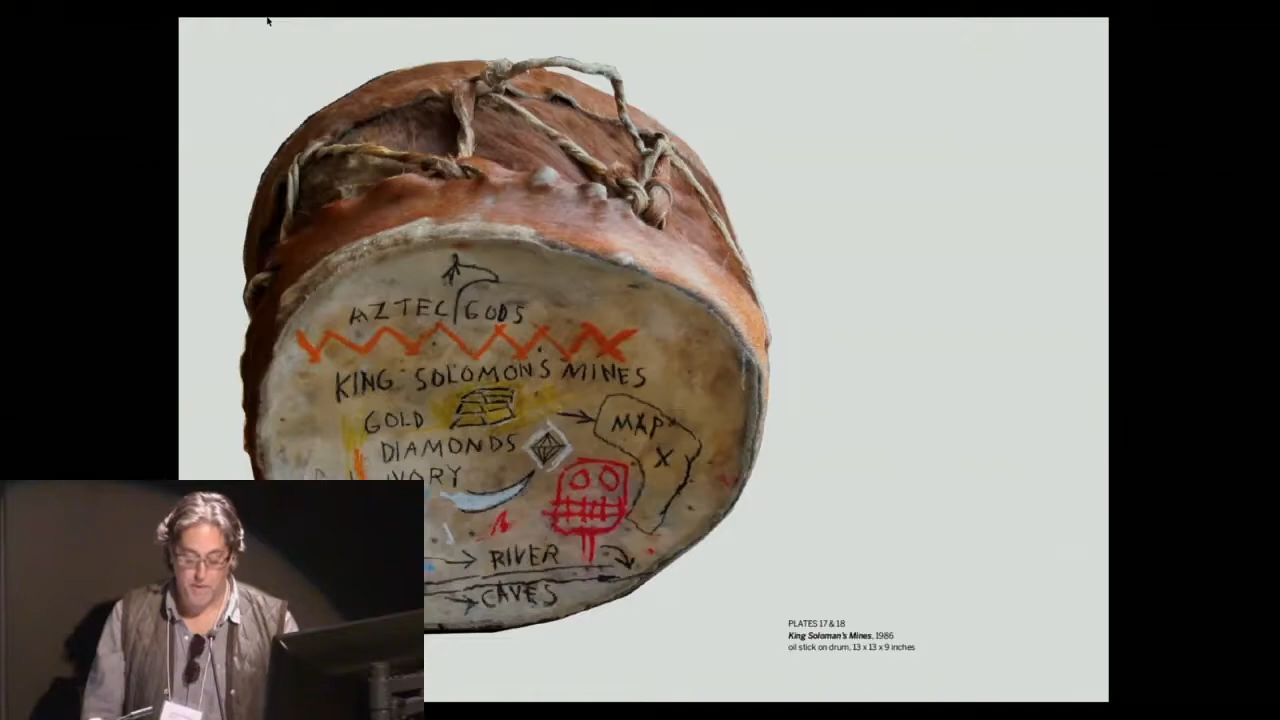 AZTEC GODS
KING SOLOMON'S MINES
GOLD
DIAMONDS
MAP
IVORY
X
RIVER
CAVES
PLATES 17 & 18
King Soloman's Mines, 1986
oil stick on drum, 13 x 13 x 9 inches